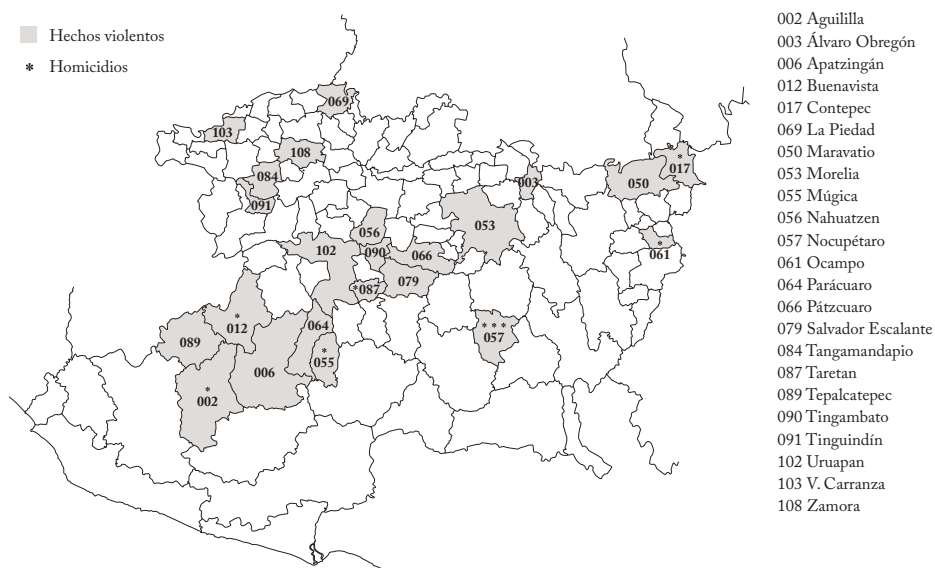 Hechos violentos
* Homicidios
069
103
108
084
091
003
050
*
017
053
056
102
090
066
*
061
*087
079
*
012
089
064
* * *
057
*
055
006
*
002
002 Aguililla
003 Álvaro Obregón
006 Apatzingán
012 Buenavista
017 Contepec
069 La Piedad
050 Maravatio
053 Morelia
055 Múgica
056 Nahuatzen
057 Nocupétaro
061 Ocampo
064 Parácuaro
066 Pátzcuaro
079 Salvador Escalante
084 Tangamandapio
087 Taretan
089 Tepalcatepec
090 Tingambato
091 Tinguindín
102 Uruapan
103 V. Carranza
108 Zamora